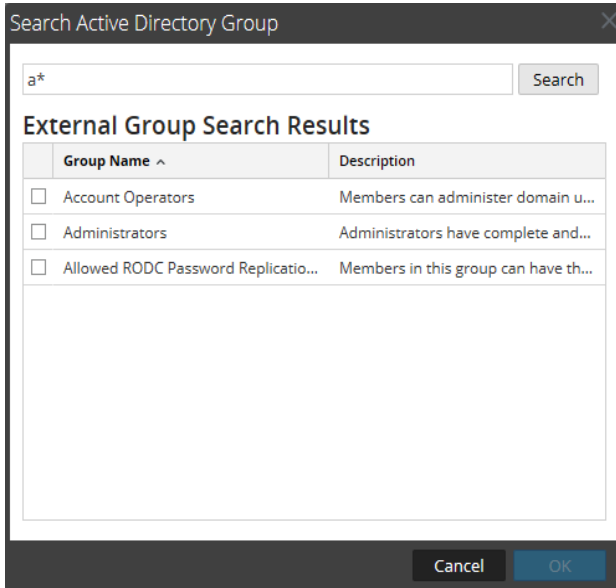 Search Active Directory Group
a*
Search
External Group Search Results
Group Name Description
Account Operators Members can administer domain u...
Administrators Administrators have complete and...
Allowed RODC Password Replicatio... Members in this group can have th...
Cancel OK